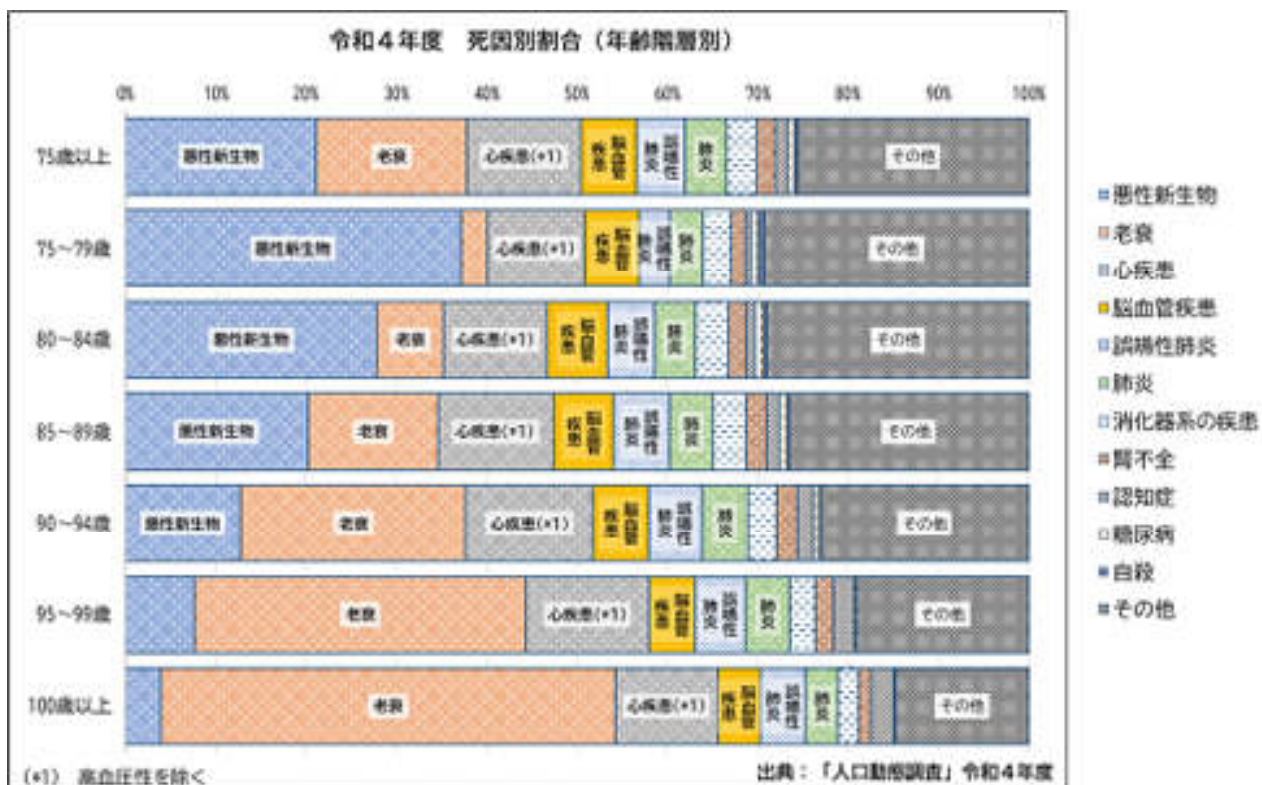 令和４年度　死因別割合（年齢階層別）
0% 10% 20% 30% 40% 50% 60% 70% 80% 90% 100%
75歳以上 悪性新生物 老衰 心疾患(*1) 脳血管疾患 誤嚥性肺炎 肺炎 その他
75～79歳 悪性新生物 心疾患(*1) 脳血管疾患 誤嚥性肺炎 肺炎 その他
80～84歳 悪性新生物 老衰 心疾患(*1) 脳血管疾患 誤嚥性肺炎 肺炎 その他
85～89歳 悪性新生物 老衰 心疾患(*1) 脳血管疾患 誤嚥性肺炎 肺炎 その他
90～94歳 悪性新生物 老衰 心疾患(*1) 脳血管疾患 誤嚥性肺炎 肺炎 その他
95～99歳 老衰 心疾患(*1) 脳血管疾患 誤嚥性肺炎 肺炎 その他
100歳以上 老衰 心疾患(*1) 脳血管疾患 誤嚥性肺炎 肺炎 その他
(*1)　高血圧性を除く
出典：「人口動態調査」令和４年度
悪性新生物
老衰
心疾患
脳血管疾患
誤嚥性肺炎
肺炎
消化器系の疾患
腎不全
認知症
糖尿病
自殺
その他